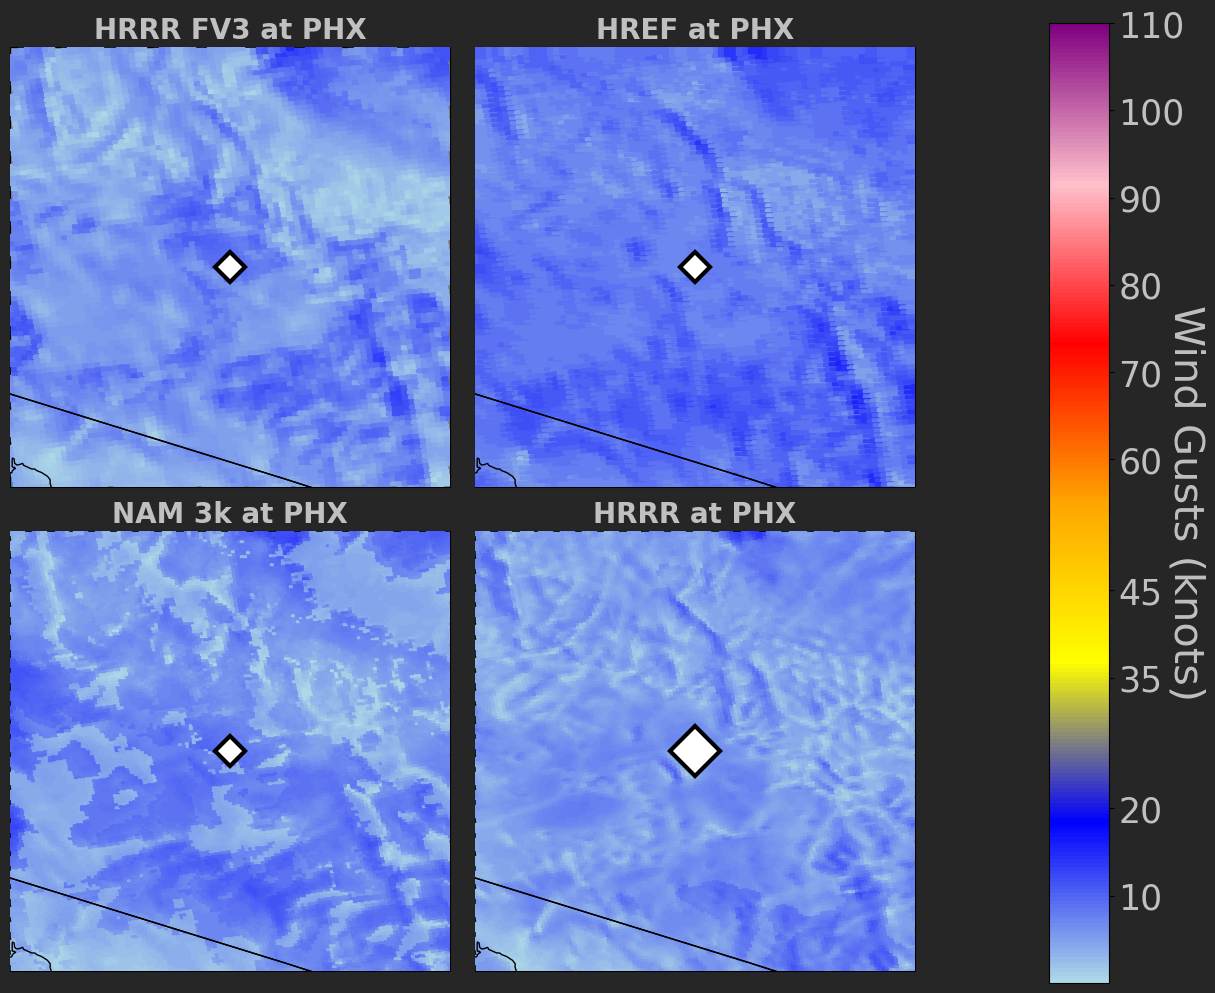 HRRR FV3 at PHX
HREF at PHX
NAM 3k at PHX
HRRR at PHX
110
100
90
80
70
60
45
35
20
10
Wind Gusts (knots)